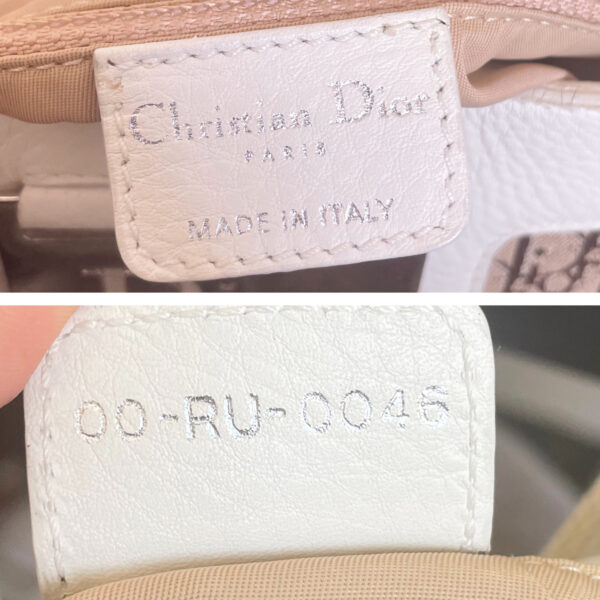 Christian Dior
PARIS
MADE IN ITALY
00-RU-0046